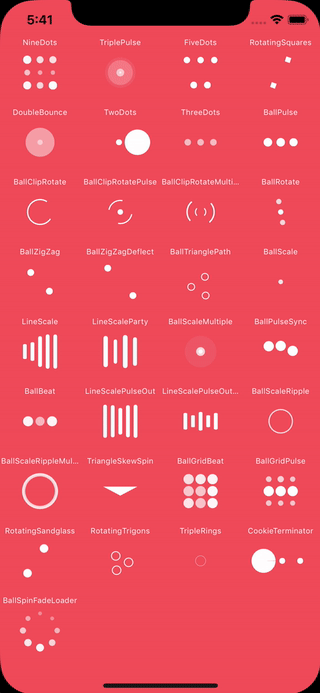 5:41
NineDots TriplePulse FiveDots RotatingSquares
DoubleBounce TwoDots ThreeDots BallPulse
BallClipRotate BallClipRotatePulse BallClipRotateMulti... BallRotate
BallZigZag BallZigZagDeflect BallTrianglePath BallScale
LineScale LineScaleParty BallScaleMultiple BallPulseSync
BallBeat LineScalePulseOut LineScalePulseOut... BallScaleRipple
BallScaleRippleMul... TriangleSkewSpin BallGridBeat BallGridPulse
RotatingSandglass RotatingTrigons TripleRings CookieTerminator
BallSpinFadeLoader